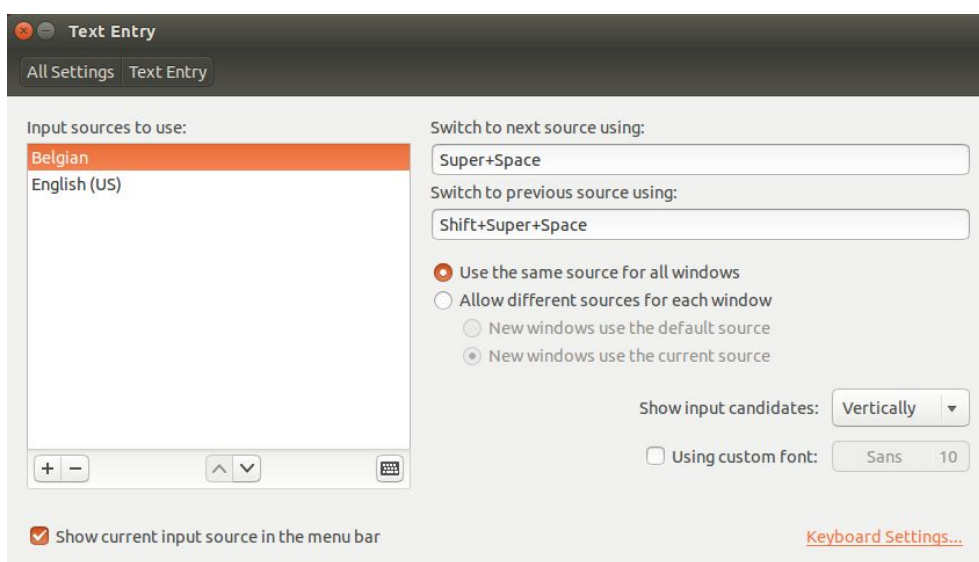 Text Entry
All Settings Text Entry
Input sources to use:
Belgian
English (US)
Switch to next source using:
Super+Space
Switch to previous source using:
Shift+Super+Space
Use the same source for all windows
Allow different sources for each window
New windows use the default source
New windows use the current source
Show input candidates: Vertically
Using custom font: Sans 10
Show current input source in the menu bar
Keyboard Settings...